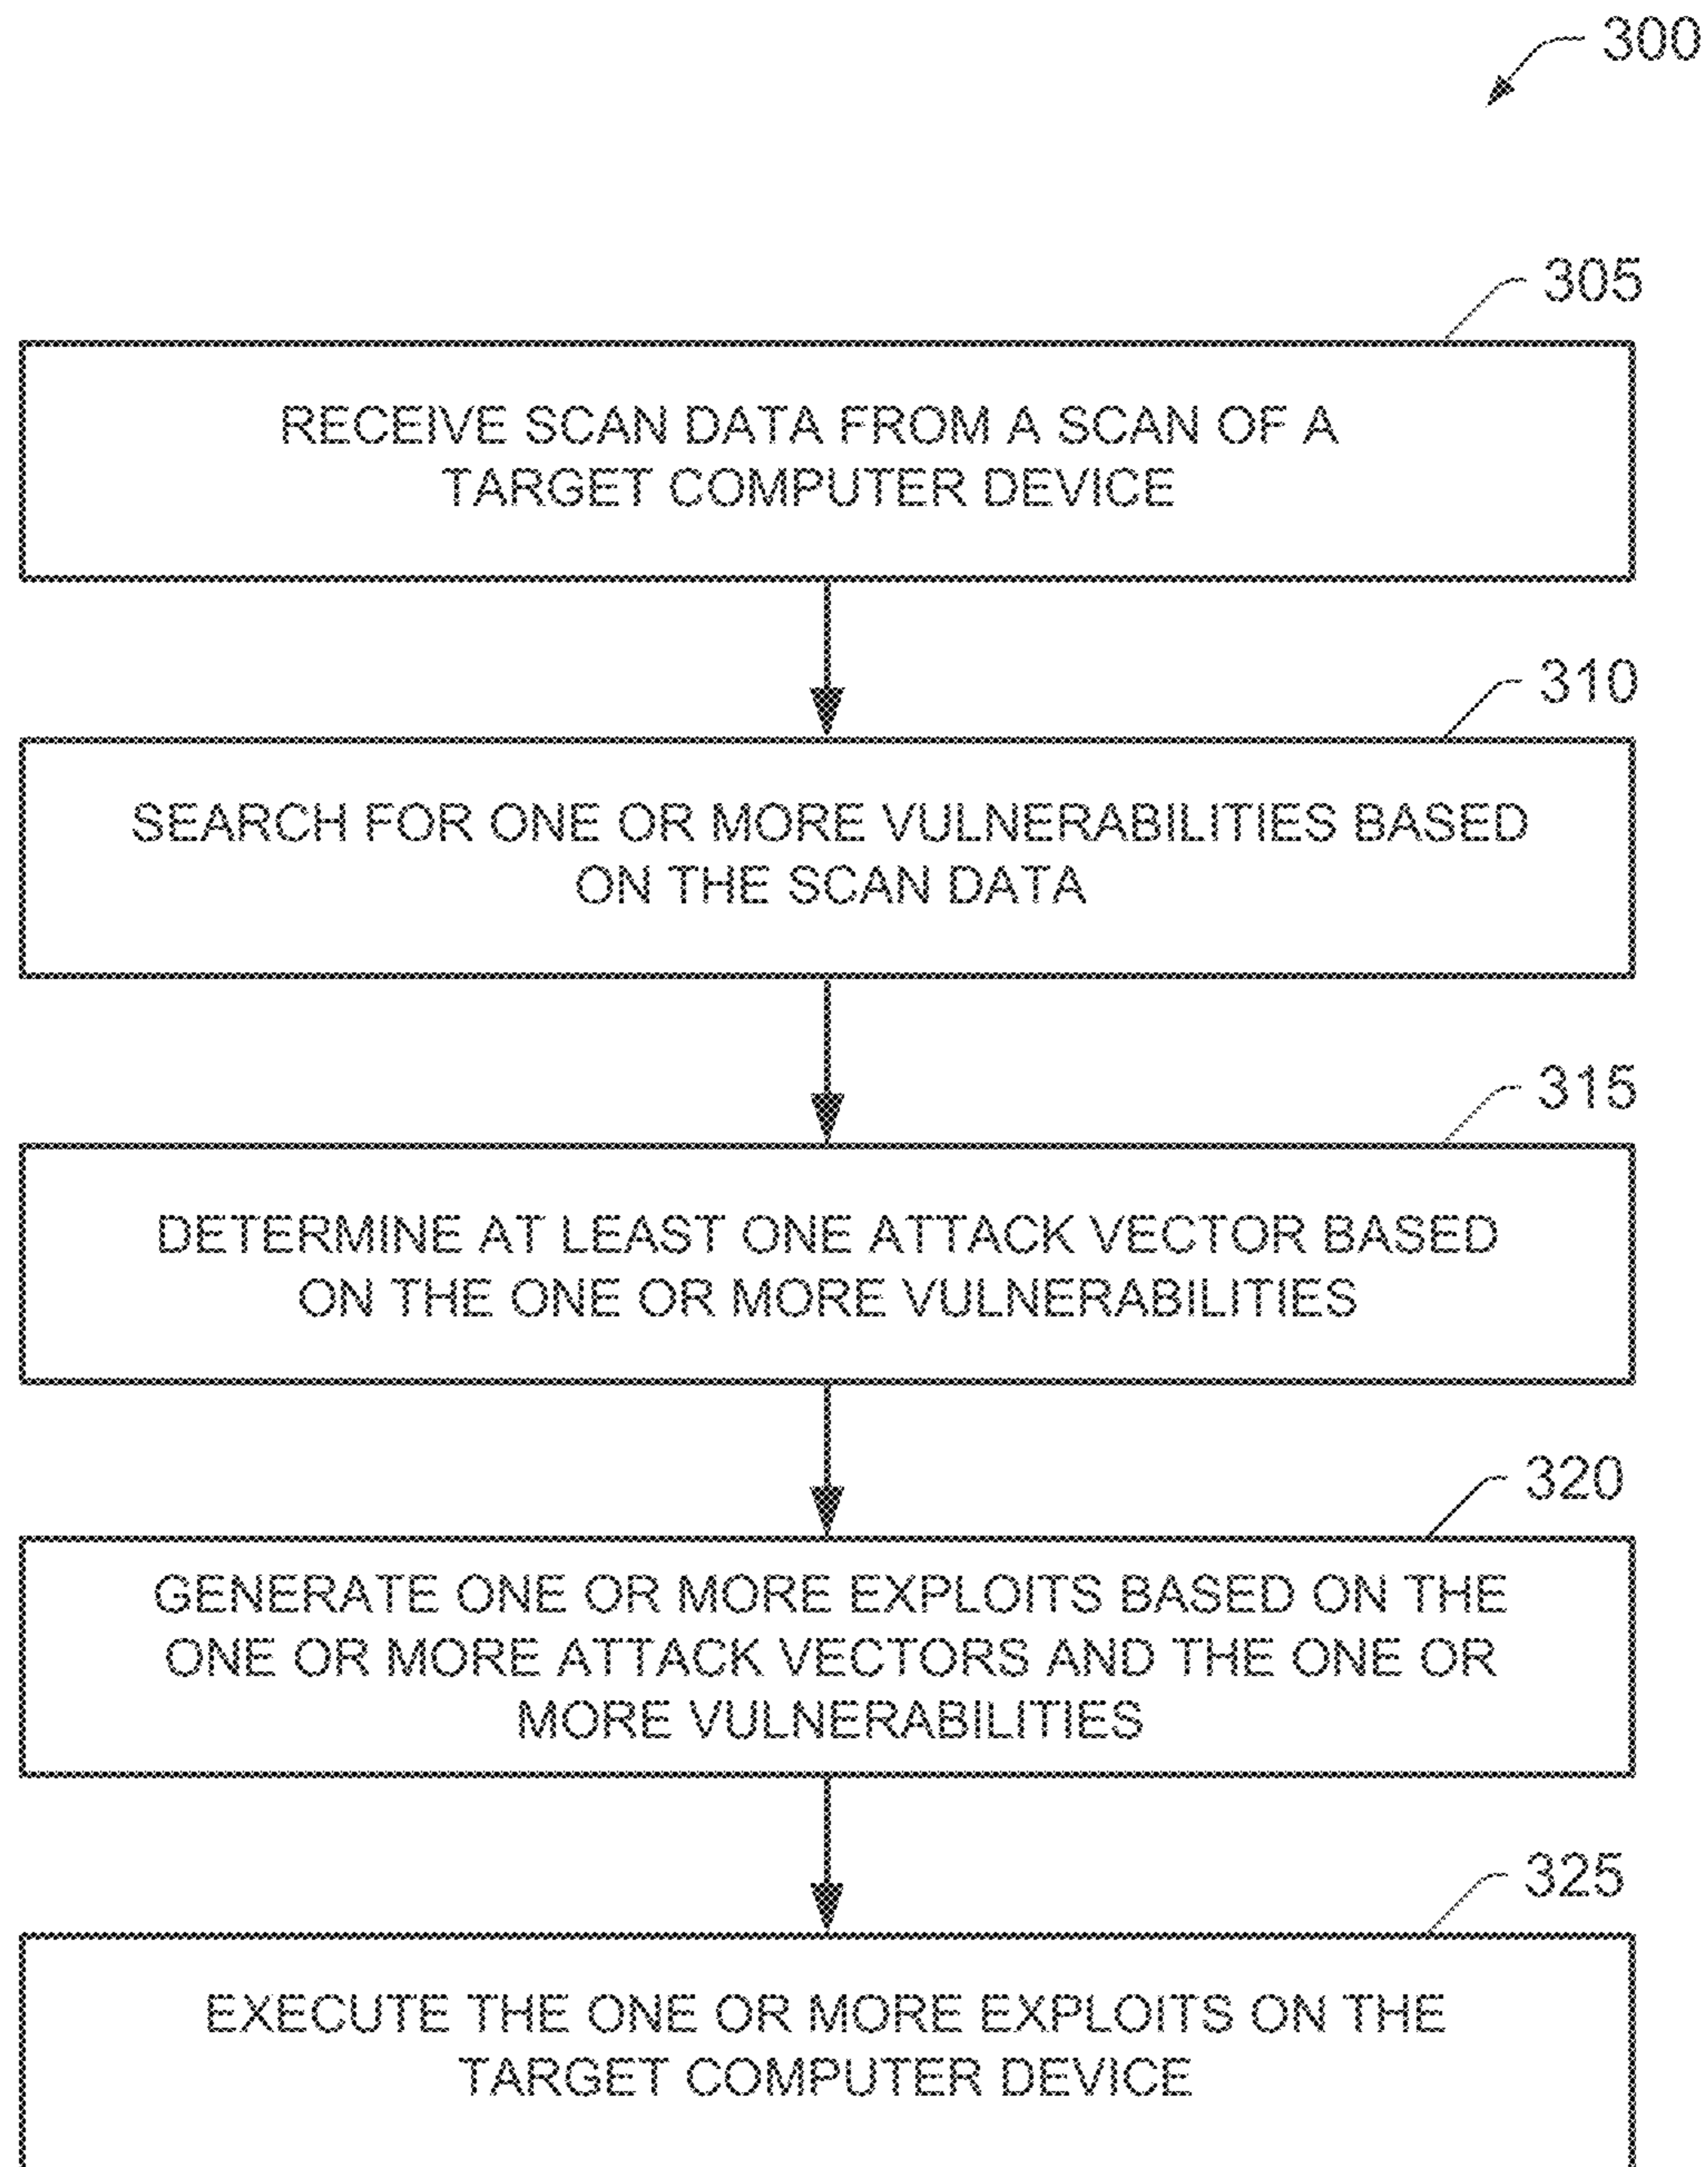 300
305
RECEIVE SCAN DATA FROM A SCAN OF A
TARGET COMPUTER DEVICE
310
SEARCH FOR ONE OR MORE VULNERABILITIES BASED
ON THE SCAN DATA
315
DETERMINE AT LEAST ONE ATTACK VECTOR BASED
ON THE ONE OR MORE VULNERABILITIES
320
GENERATE ONE OR MORE EXPLOITS BASED ON THE
ONE OR MORE ATTACK VECTORS AND THE ONE OR
MORE VULNERABILITIES
325
EXECUTE THE ONE OR MORE EXPLOITS ON THE
TARGET COMPUTER DEVICE